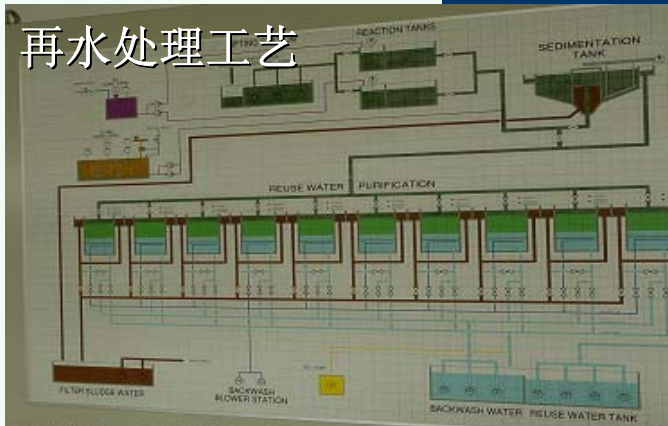 再水处理工艺
REACTION TANKS
SEDIMENTATION
TANK
REUSE WATER PURIFICATION
FILTER SLUDGE WATER
BACKWASH
BLOWER STATION
BACKWASH WATER
REUSE WATER TANK